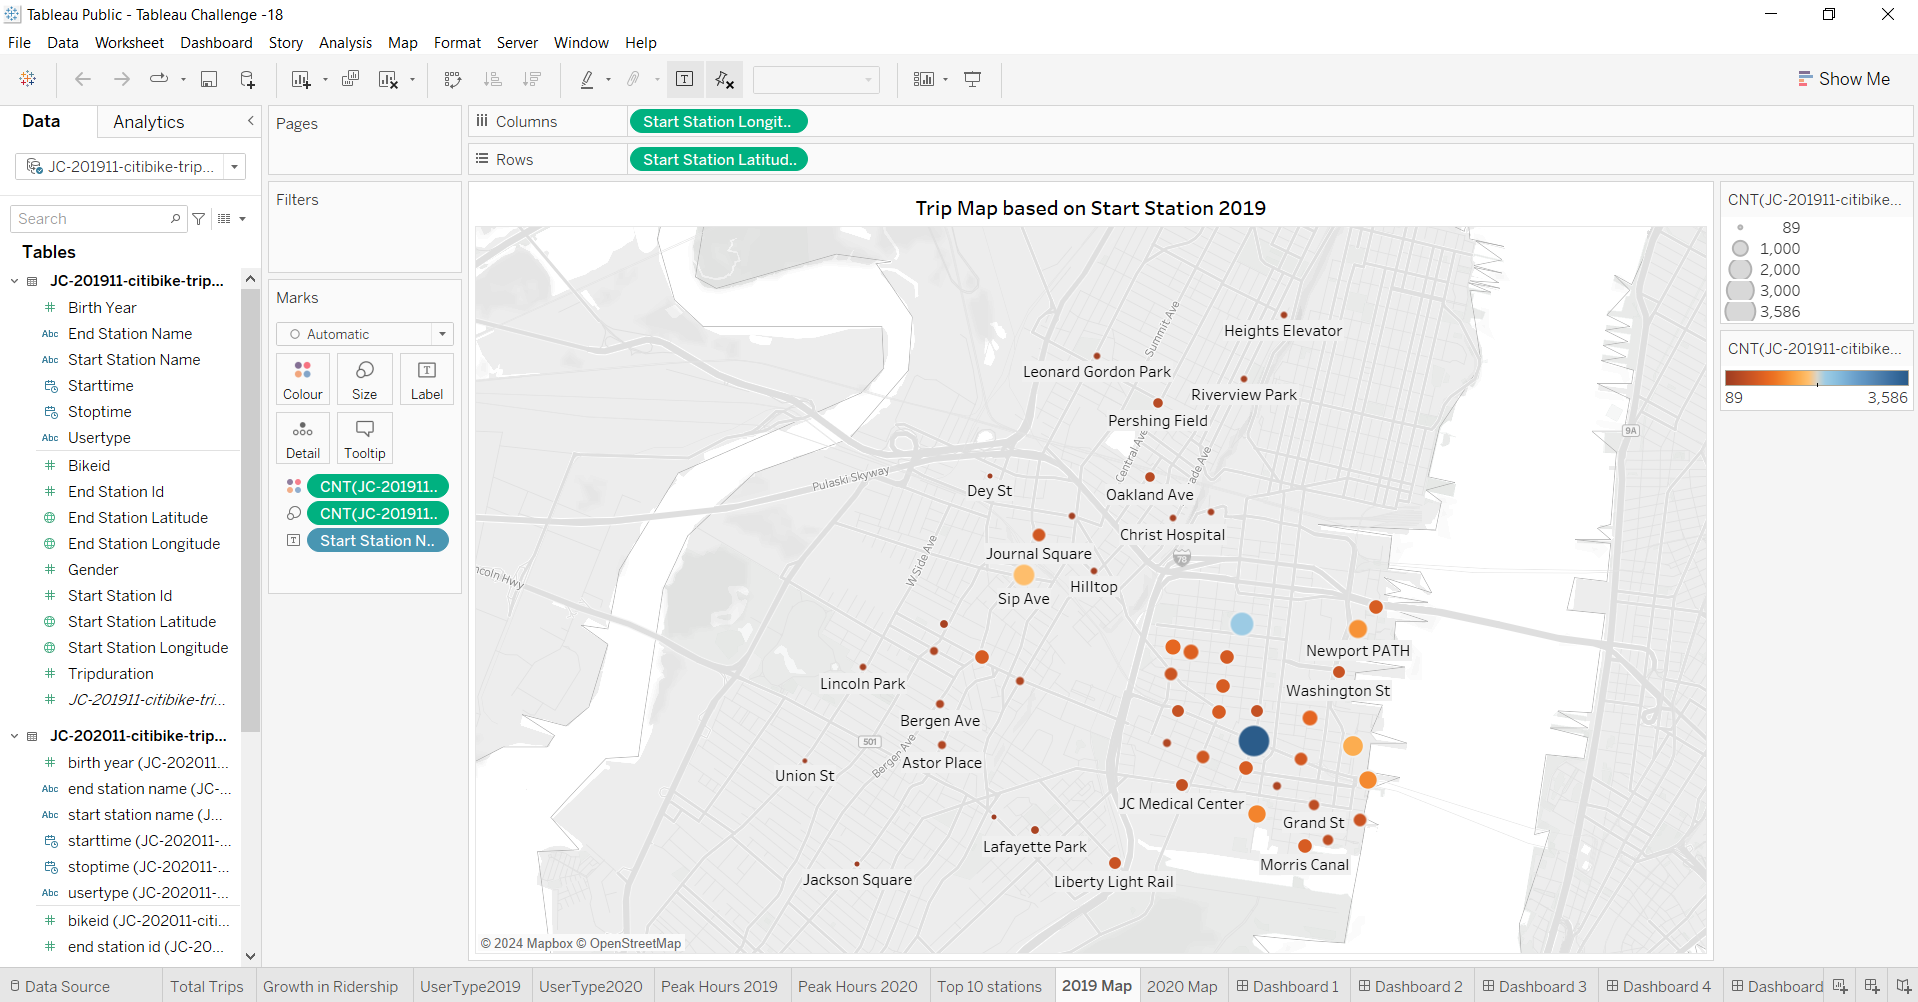 Tableau Public - Tableau Challenge -18
File Data Worksheet Dashboard Story Analysis Map Format Server Window Help
Show Me
Data Analytics
JC-201911-citibike-trip...
Search
Tables
JC-201911-citibike-trip...
# Birth Year
Abc End Station Name
Abc Start Station Name
Starttime
Stoptime
Abc Usertype
# Bikeid
# End Station Id
End Station Latitude
End Station Longitude
# Gender
# Start Station Id
Start Station Latitude
Start Station Longitude
# Tripduration
# JC-201911-citibike-tri...
JC-202011-citibike-trip...
# birth year (JC-202011...
Abc end station name (JC-...
Abc start station name (J...
starttime (JC-202011-...
stoptime (JC-202011-...
Abc usertype (JC-202011-...
# bikeid (JC-202011-citi...
# end station id (JC-20...
Pages
Filters
Marks
Automatic
Colour Size Label
Detail Tooltip
CNT(JC-201911..
CNT(JC-201911..
Start Station N..
Columns Start Station Longit..
Rows Start Station Latitud..
Trip Map based on Start Station 2019
Heights Elevator
Summit Ave
Leonard Gordon Park
Riverview Park
Pershing Field
9A
Central Ave
ade Ave
Pulaski Skyway
Dey St
Oakland Ave
Christ Hospital
Journal Square
78
W Side Ave
ncoln Hwy
Hilltop
Sip Ave
Newport PATH
Lincoln Park
Washington St
Bergen Ave
501
Bergen Ave
Astor Place
Union St
JC Medical Center
Grand St
Lafayette Park
Morris Canal
Jackson Square
Liberty Light Rail
© 2024 Mapbox © OpenStreetMap
CNT(JC-201911-citibike...
89
1,000
2,000
3,000
3,586
CNT(JC-201911-citibike...
89 3,586
Data Source Total Trips Growth in Ridership UserType2019 UserType2020 Peak Hours 2019 Peak Hours 2020 Top 10 stations 2019 Map 2020 Map Dashboard 1 Dashboard 2 Dashboard 3 Dashboard 4 Dashboard